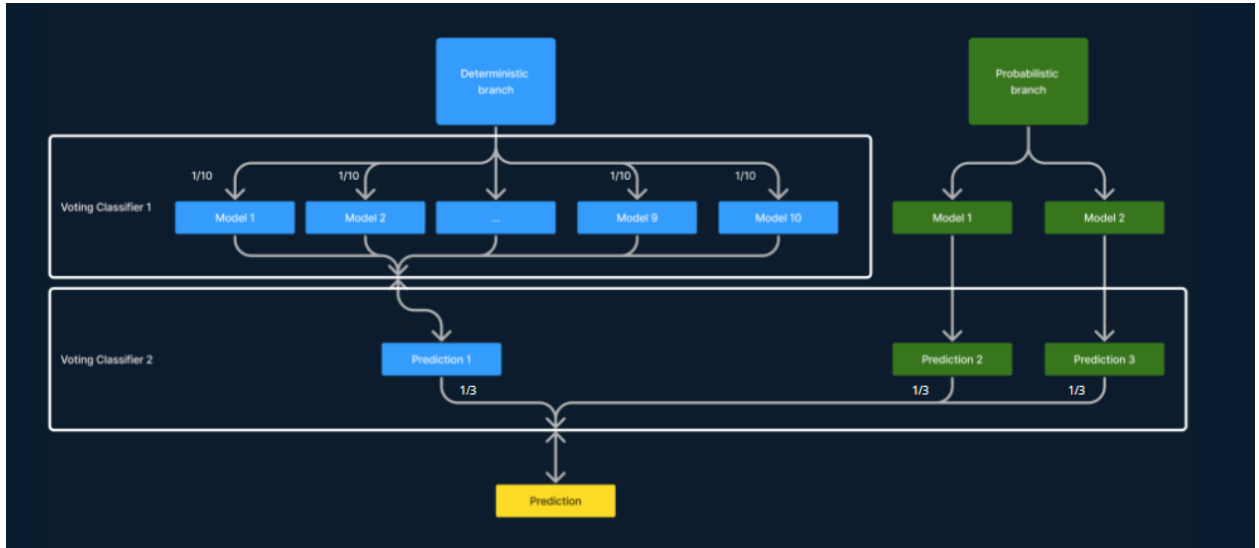 Deterministic
branch
Probabilistic
branch
1/10
1/10
1/10
1/10
Voting Classifier 1
Model 1
Model 2
...
Model 9
Model 10
Model 1
Model 2
Voting Classifier 2
Prediction 1
Prediction 2
Prediction 3
1/3
1/3
1/3
Prediction